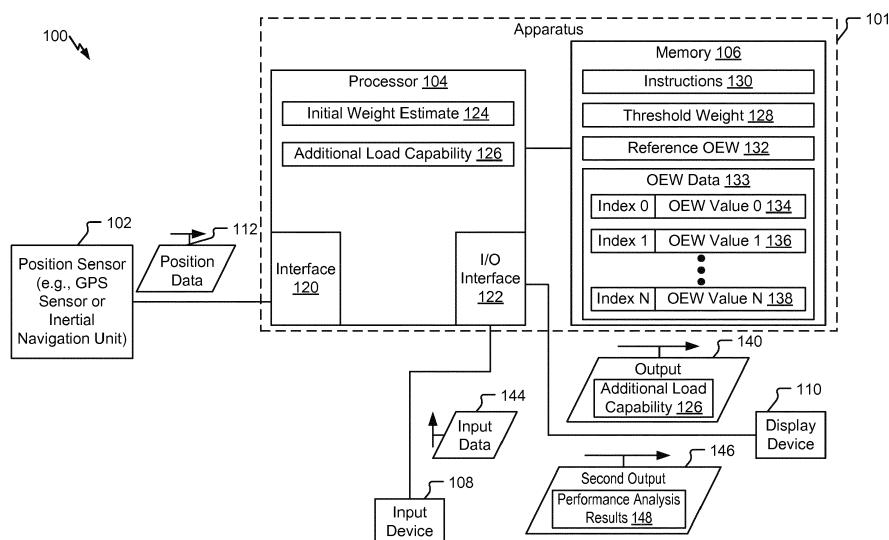 100
101
Apparatus
Processor 104
Initial Weight Estimate 124
Additional Load Capability 126
Interface
120
I/O
Interface
122
Memory 106
Instructions 130
Threshold Weight 128
Reference OEW 132
OEW Data 133
Index 0 OEW Value 0 134
Index 1 OEW Value 1 136
Index N OEW Value N 138
102
Position Sensor
(e.g., GPS
Sensor or
Inertial
Navigation Unit)
112
Position
Data
140
Output
Additional Load
Capability 126
110
Display
Device
144
Input
Data
146
Second Output
Performance Analysis
Results 148
108
Input
Device